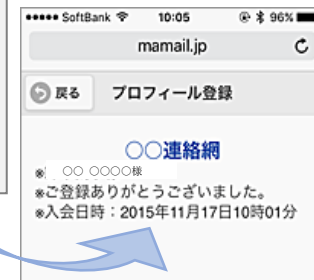 ●●●●● SoftBank 10:05 96%
mamail.jp
戻る プロフィール登録
○○連絡網
※ ○○ ○○○○様
※ご登録ありがとうございました。
※入会日時：2015年11月17日10時01分